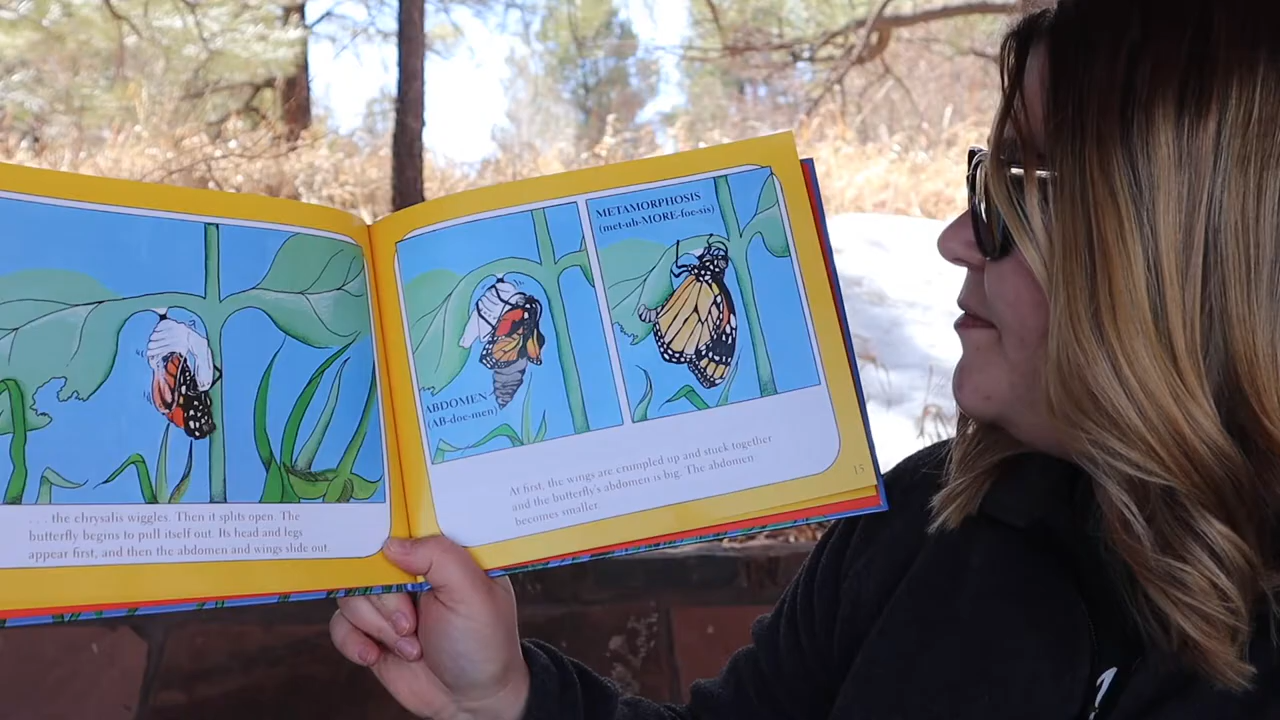 . . . the chrysalis wiggles. Then it splits open. The
butterfly begins to pull itself out. Its head and legs
appear first, and then the abdomen and wings slide out.
ABDOMEN
(AB-doe-men)
METAMORPHOSIS
(met-uh-MORE-foe-sis)
At first, the wings are crumpled up and stuck together
and the butterfly's abdomen is big. The abdomen
becomes smaller.
15